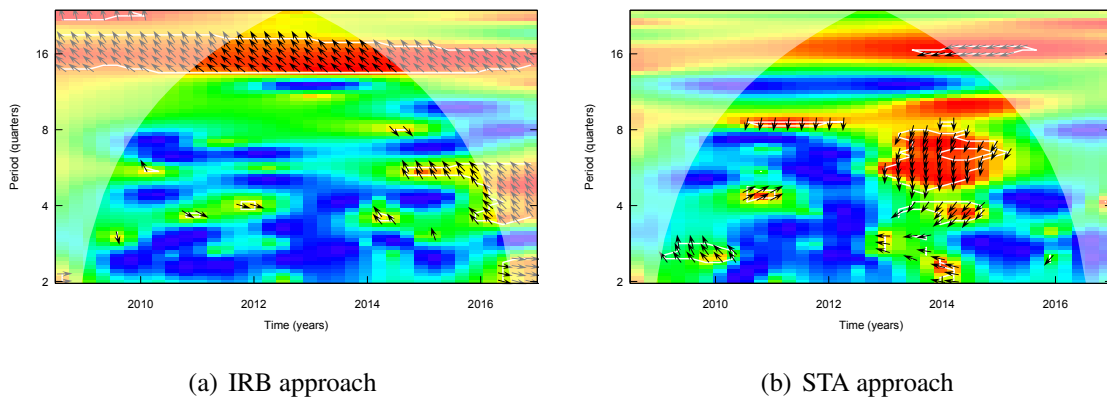 Period (quarters)
16
8
4
2
2010
2012
2014
2016
Time (years)
(a) IRB approach
Period (quarters)
16
8
4
2
2010
2012
2014
2016
Time (years)
(b) STA approach